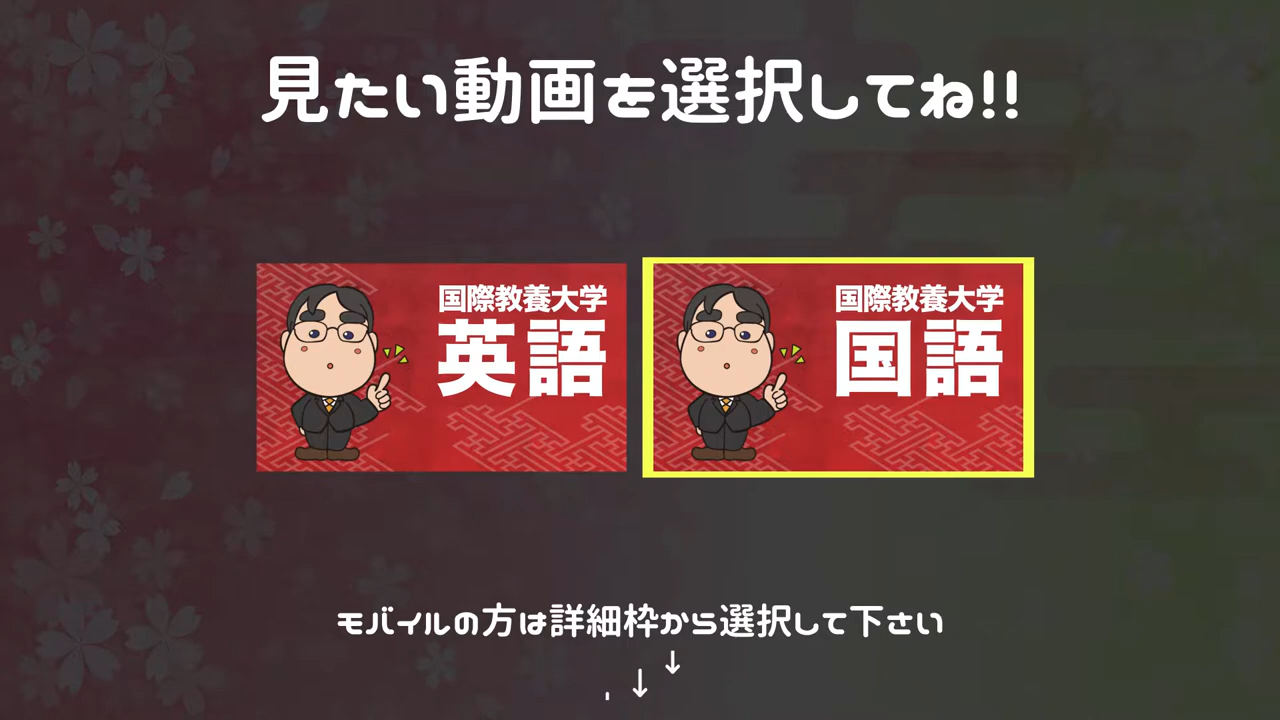 見たい動画を選択してね!!
国際教養大学
英語
国際教養大学
国語
モバイルの方は詳細枠から選択して下さい
↓
↓